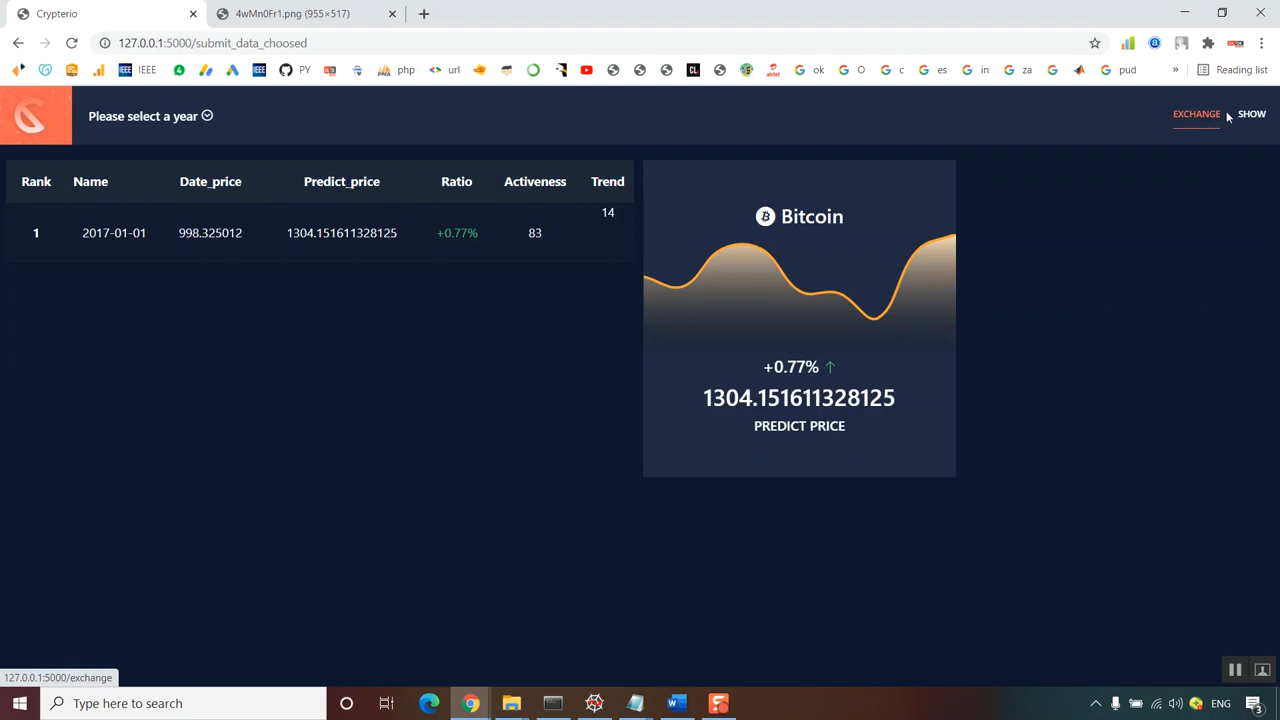 Crypterio
4wMn0Fr1.png (955×517)
127.0.0.1:5000/submit_data_choosed
IEEE
PY
php
url
ok
O
c
es
in
za
pud
»
Reading list
Please select a year
EXCHANGE
SHOW
Rank Name Date_price Predict_price Ratio Activeness Trend
1 2017-01-01 998.325012 1304.151611328125 +0.77% 83 14
Bitcoin
+0.77% ↑
1304.151611328125
PREDICT PRICE
127.0.0.1:5000/exchange
Type here to search
ENG
3